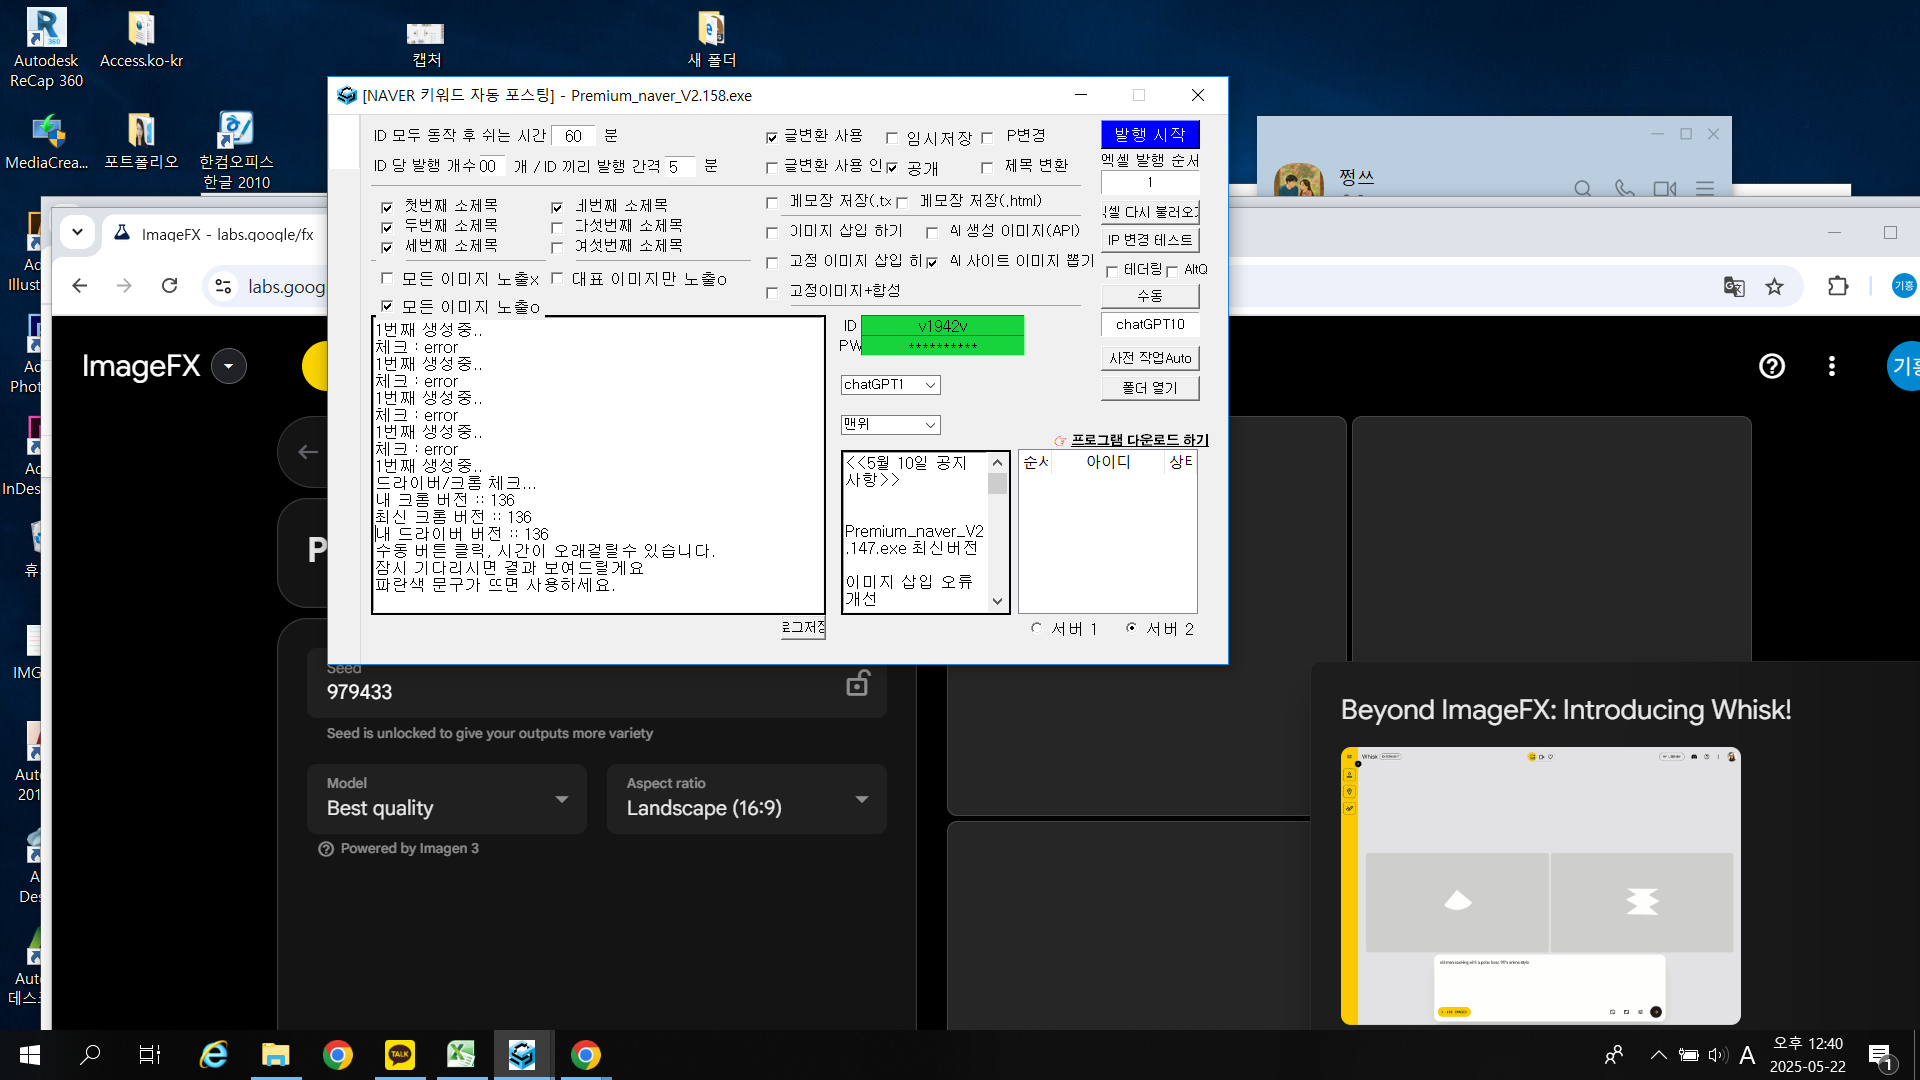 Autodesk
ReCap 360
Access.ko-kr
캡처
새 폴더
MediaCrea...
포트폴리오
한컴오피스
한글 2010
[NAVER 키워드 자동 포스팅] - Premium_naver_V2.158.exe
ID 모두 동작 후 쉬는 시간 60 분
글변환 사용
임시저장
P변경
발행 시작
ID 당 발행 개수 00 개 / ID 끼리 발행 간격 5 분
글변환 사용 인
공개
제목 변환
엑셀 발행 순서
1
첫번째 소제목
네번째 소제목
메모장 저장(.tx
메모장 저장(.html)
두번째 소제목
다섯번째 소제목
셀 다시 불러오
세번째 소제목
여섯번째 소제목
이미지 삽입 하기
AI 생성 이미지(API)
IP 변경 테스트
고정 이미지 삽입 히
AI 사이트 이미지 뽑기
테더링
AltQ
모든 이미지 노출x
대표 이미지만 노출o
고정이미지+합성
수동
모든 이미지 노출o
chatGPT10
사전 작업Auto
폴더 열기
1번째 생성중..
체크 : error
1번째 생성중..
체크 : error
1번째 생성중..
체크 : error
1번째 생성중..
체크 : error
1번째 생성중..
드라이버/크롬 체크...
내 크롬 버전 :: 136
최신 크롬 버전 :: 136
내 드라이버 버전 :: 136
수동 버튼 클릭, 시간이 오래걸릴수 있습니다.
잠시 기다리시면 결과 보여드릴게요
파란색 문구가 뜨면 사용하세요.
로그저장
ID v1942v
PW **********
chatGPT1
맨위
☞ 프로그램 다운로드 하기
<<5월 10일 공지
사항>>
Premium_naver_V2
.147.exe 최신버전
이미지 삽입 오류
개선
순서
아이디
상태
서버 1
서버 2
쩡쓰
ImageFX - labs.google/fx
labs.goog
기흥
ImageFX
기흥
P
Ad
Illust
Ad
Phot
Ad
InDes
휴
IMG
Aut
201
A
Des
Aut
데스크
Seed
979433
Seed is unlocked to give your outputs more variety
Model
Best quality
Aspect ratio
Landscape (16:9)
Powered by Imagen 3
Beyond ImageFX: Introducing Whisk!
Whisk
old man cooking with a polar bear, 90's anime style
TALK
A
오후 12:40
2025-05-22
1